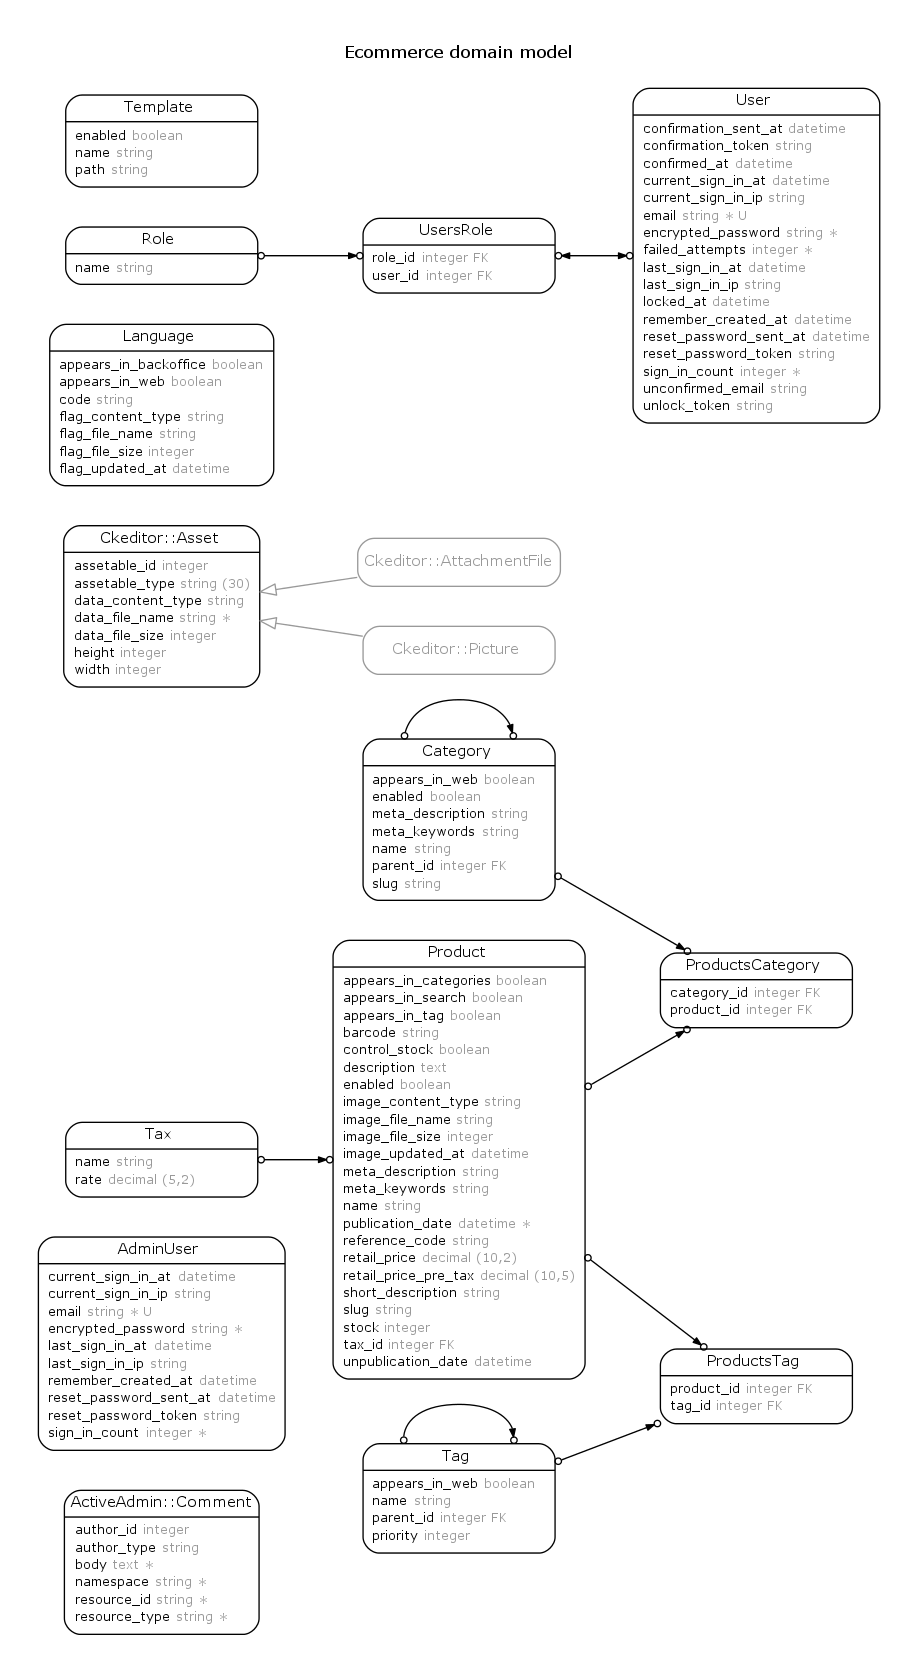 Ecommerce domain model
Template
enabled boolean
name string
path string
User
confirmation_sent_at datetime
confirmation_token string
confirmed_at datetime
current_sign_in_at datetime
current_sign_in_ip string
email string ∗ U
encrypted_password string ∗
failed_attempts integer ∗
last_sign_in_at datetime
last_sign_in_ip string
locked_at datetime
remember_created_at datetime
reset_password_sent_at datetime
reset_password_token string
sign_in_count integer ∗
unconfirmed_email string
unlock_token string
Role
name string
UsersRole
role_id integer FK
user_id integer FK
Language
appears_in_backoffice boolean
appears_in_web boolean
code string
flag_content_type string
flag_file_name string
flag_file_size integer
flag_updated_at datetime
Ckeditor::Asset
assetable_id integer
assetable_type string (30)
data_content_type string
data_file_name string ∗
data_file_size integer
height integer
width integer
Ckeditor::AttachmentFile
Ckeditor::Picture
Category
appears_in_web boolean
enabled boolean
meta_description string
meta_keywords string
name string
parent_id integer FK
slug string
ProductsCategory
category_id integer FK
product_id integer FK
Product
appears_in_categories boolean
appears_in_search boolean
appears_in_tag boolean
barcode string
control_stock boolean
description text
enabled boolean
image_content_type string
image_file_name string
image_file_size integer
image_updated_at datetime
meta_description string
meta_keywords string
name string
publication_date datetime ∗
reference_code string
retail_price decimal (10,2)
retail_price_pre_tax decimal (10,5)
short_description string
slug string
stock integer
tax_id integer FK
unpublication_date datetime
Tax
name string
rate decimal (5,2)
AdminUser
current_sign_in_at datetime
current_sign_in_ip string
email string ∗ U
encrypted_password string ∗
last_sign_in_at datetime
last_sign_in_ip string
remember_created_at datetime
reset_password_sent_at datetime
reset_password_token string
sign_in_count integer ∗
ProductsTag
product_id integer FK
tag_id integer FK
Tag
appears_in_web boolean
name string
parent_id integer FK
priority integer
ActiveAdmin::Comment
author_id integer
author_type string
body text ∗
namespace string ∗
resource_id string ∗
resource_type string ∗